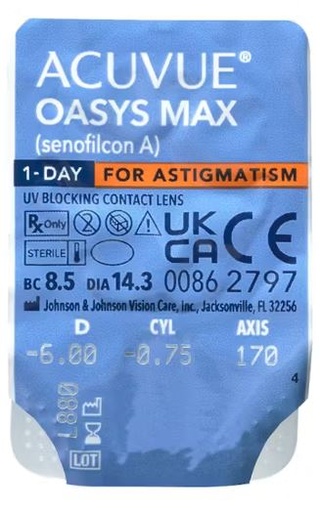 ACUVUE®
OASYS MAX
(senofilcon A)
1-DAY FOR ASTIGMATISM
UV BLOCKING CONTACT LENS
Rx Only UK CA CE
STERILE
BC 8.5 DIA 14.3 0086 2797
Johnson & Johnson Vision Care, Inc., Jacksonville, FL 32256
D CYL AXIS
-6.00 -0.75 170
4
LOT